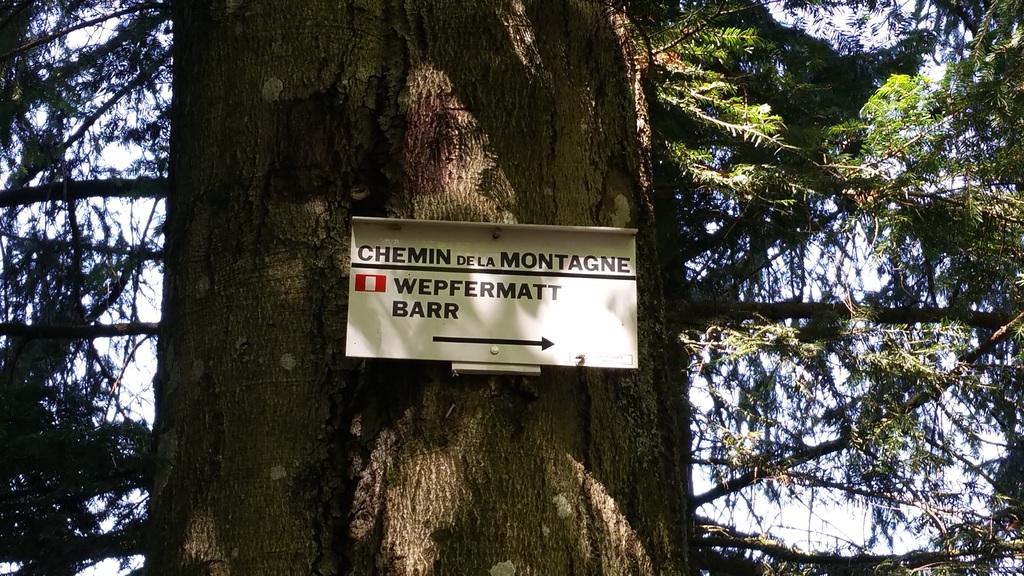 CHEMIN DE LA MONTAGNE
WEPFERMATT
BARR